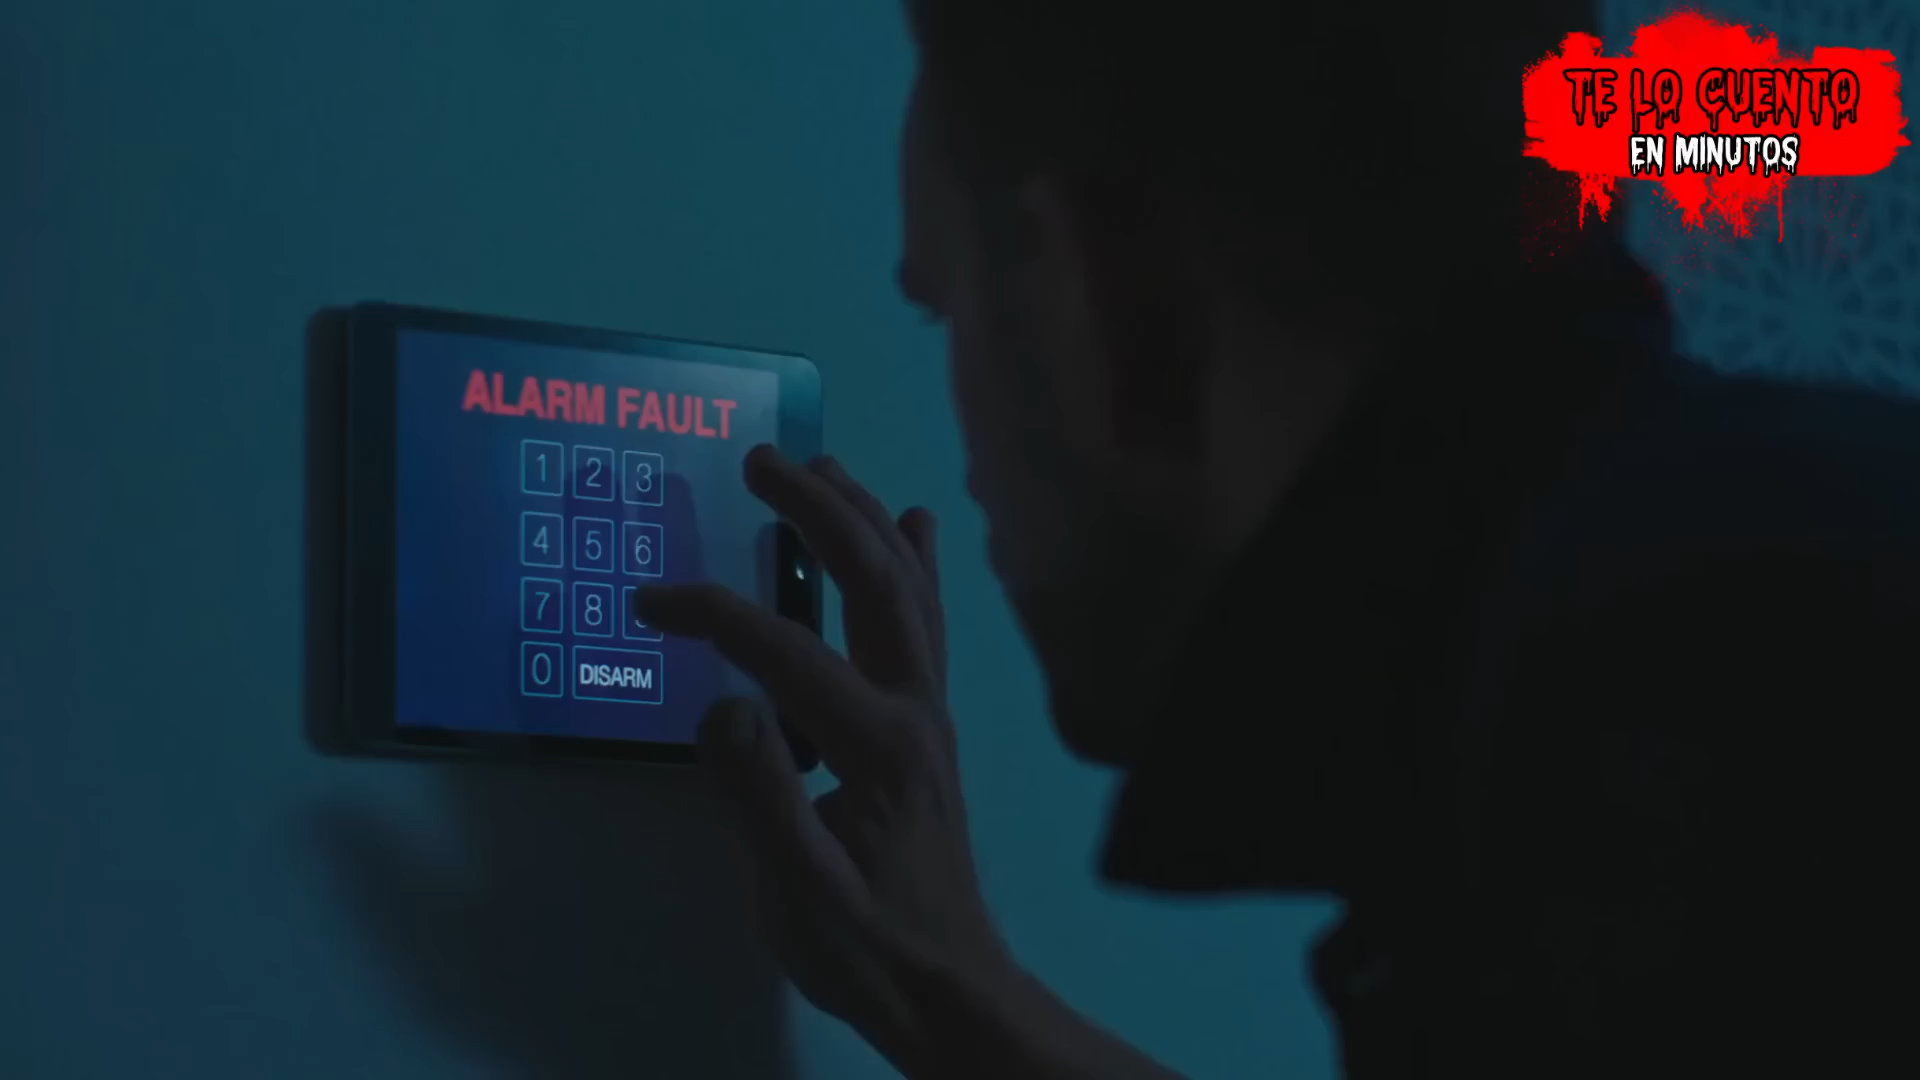 TE LO CUENTO
EN MINUTOS
ALARM FAULT
1 2 3
4 5 6
7 8
0 DISARM